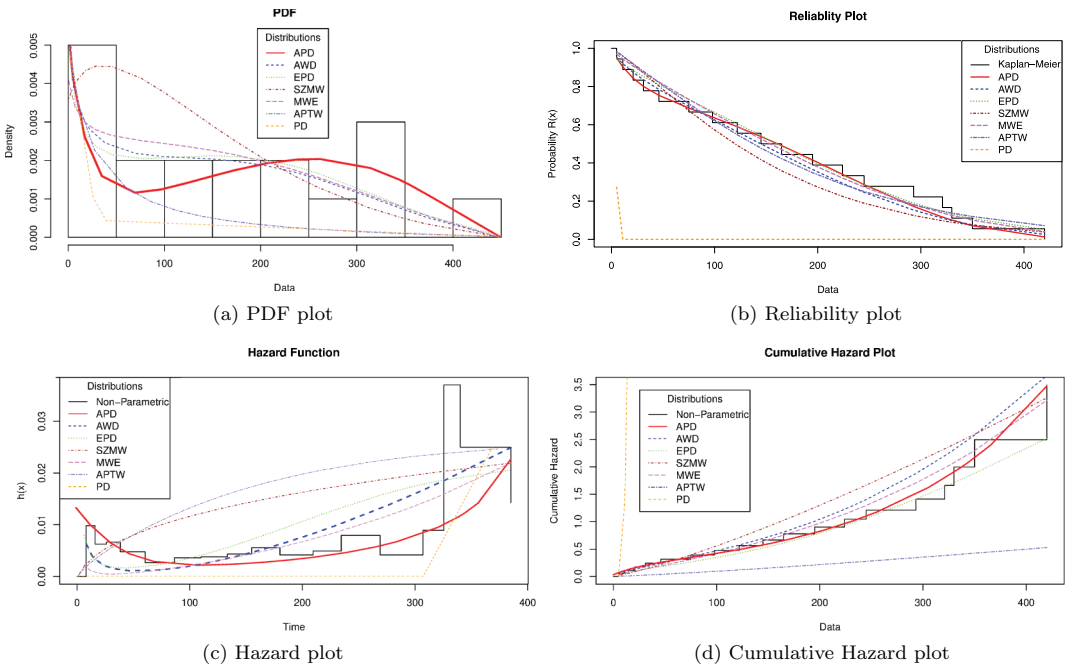 PDF
Density
0.005
0.004
0.003
0.002
0.001
0.000
Distributions
APD
AWD
EPD
SZMW
MWE
APTW
PD
0 100 200 300 400
Data
(a) PDF plot
Reliablity Plot
Probability R(x)
1.0
0.8
0.6
0.4
0.2
0.0
Distributions
Kaplan−Meier
APD
AWD
EPD
SZMW
MWE
APTW
PD
0 100 200 300 400
Data
(b) Reliability plot
Hazard Function
h(x)
0.03
0.02
0.01
0.00
Distributions
Non−Parametric
APD
AWD
EPD
SZMW
MWE
APTW
PD
0 100 200 300 400
Time
(c) Hazard plot
Cumulative Hazard Plot
Cumulative Hazard
3.5
3.0
2.5
2.0
1.5
1.0
0.5
0.0
Distributions
Non−Parametric
APD
AWD
EPD
SZMW
MWE
APTW
PD
0 100 200 300 400
Data
(d) Cumulative Hazard plot